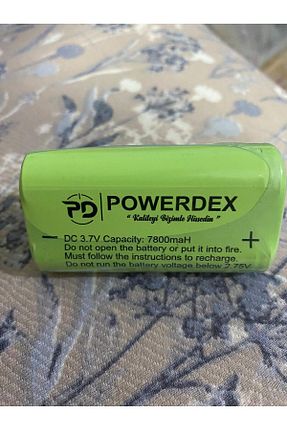 PD POWERDEX
" Kaliteyi Bizimle Hissedin "
DC 3.7V Capacity: 7800maH
- +
Do not open the battery or put it into fire.
Must follow the instructions to recharge.
Do not run the battery voltage below 2.75V